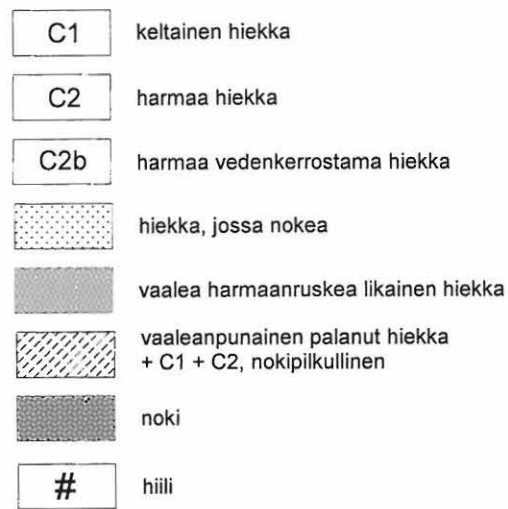 C1 keltainen hiekka
C2 harmaa hiekka
C2b harmaa vedenkerrostama hiekka
hiekka, jossa nokea
vaalea harmaanruskea likainen hiekka
vaaleanpunainen palanut hiekka
+ C1 + C2, nokipilkullinen
noki
# hiili